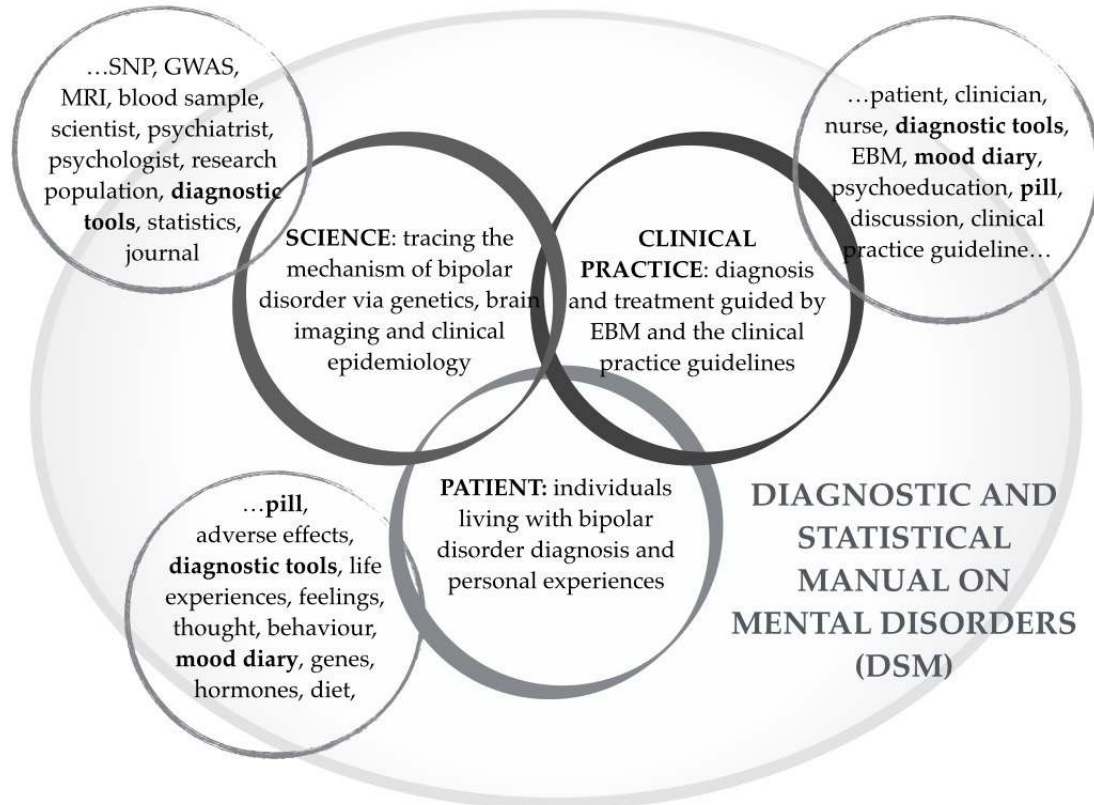 …SNP, GWAS,
MRI, blood sample,
scientist, psychiatrist,
psychologist, research
population, diagnostic
tools, statistics,
journal
…patient, clinician,
nurse, diagnostic tools,
EBM, mood diary,
psychoeducation, pill,
discussion, clinical
practice guideline…
SCIENCE: tracing the
mechanism of bipolar
disorder via genetics, brain
imaging and clinical
epidemiology
CLINICAL
PRACTICE: diagnosis
and treatment guided by
EBM and the clinical
practice guidelines
…pill,
adverse effects,
diagnostic tools, life
experiences, feelings,
thought, behaviour,
mood diary, genes,
hormones, diet,
PATIENT: individuals
living with bipolar
disorder diagnosis and
personal experiences
DIAGNOSTIC AND
STATISTICAL
MANUAL ON
MENTAL DISORDERS
(DSM)